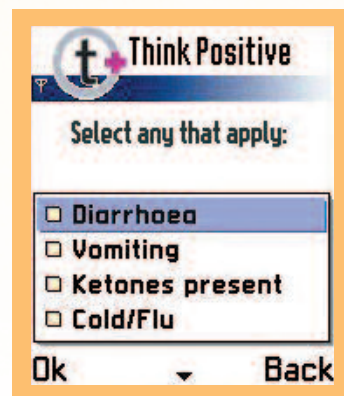 t+ Think Positive
Select any that apply:
Diarrhoea
Vomiting
Ketones present
Cold/Flu
Ok Back